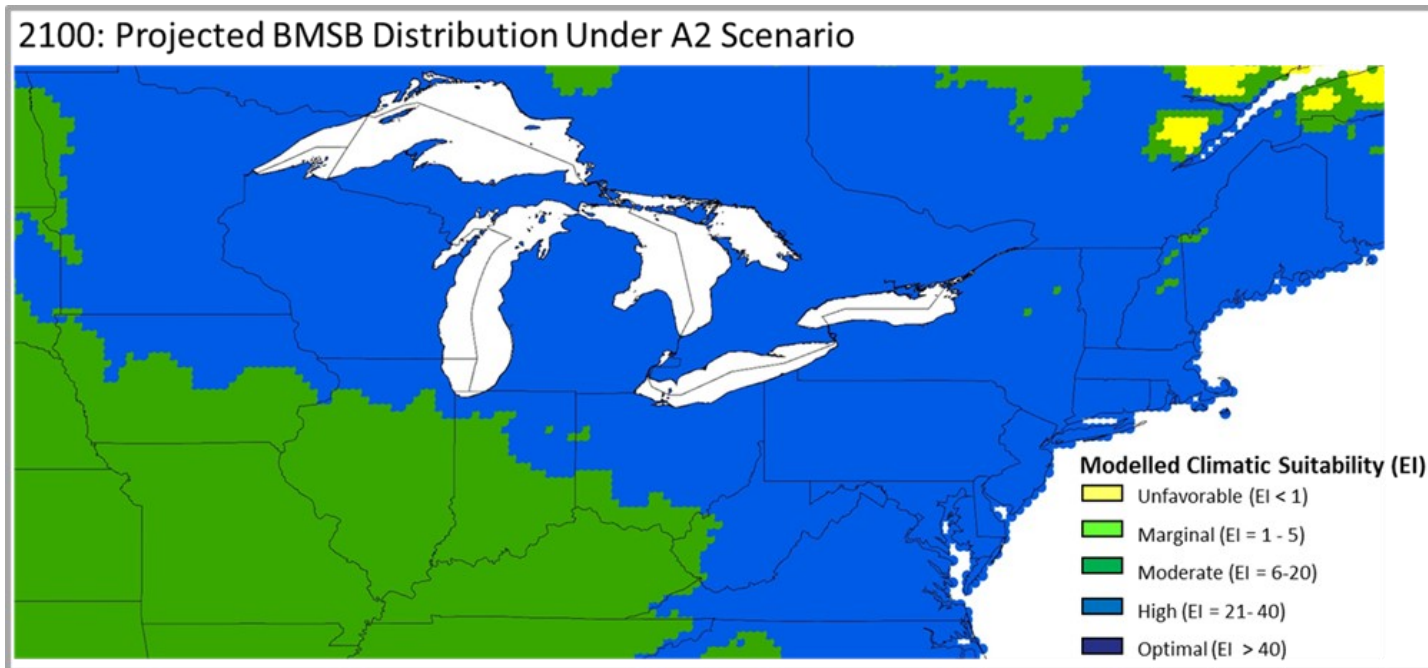 2100: Projected BMSB Distribution Under A2 Scenario
Modelled Climatic Suitability (EI)
Unfavorable (EI < 1)
Marginal (EI = 1 - 5)
Moderate (EI = 6-20)
High (EI = 21- 40)
Optimal (EI > 40)